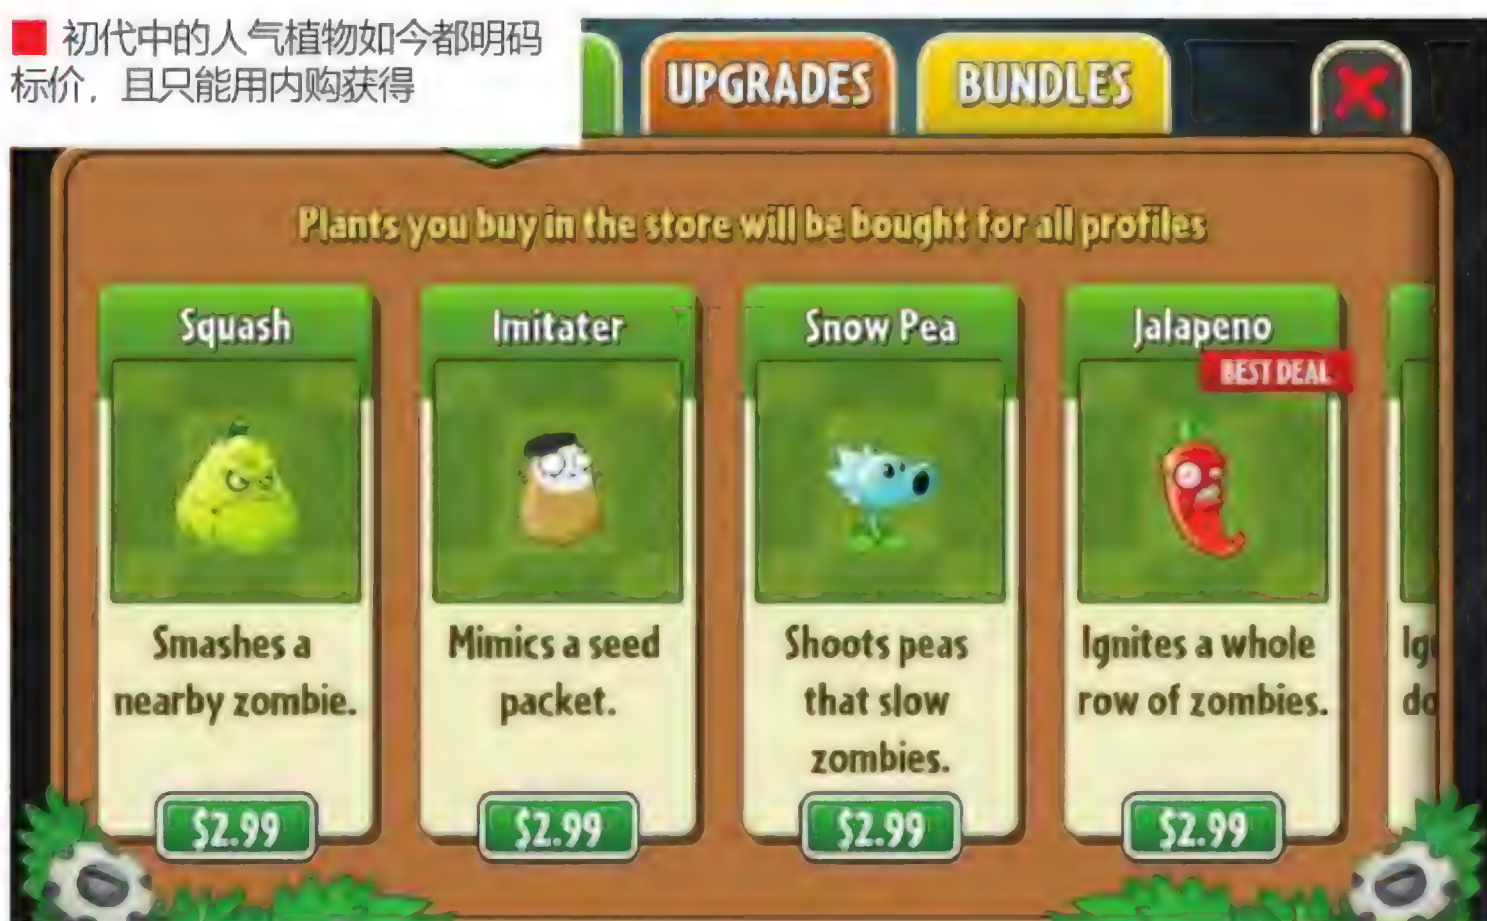 初代中的人气植物如今都明码
标价，且只能用内购获得
UPGRADES
BUNDLES
Plants you buy in the store will be bought for all profiles
Squash
Imitater
Snow Pea
Jalapeno
BEST DEAL
Smashes a
nearby zombie.
Mimics a seed
packet.
Shoots peas
that slow
zombies.
Ignites a whole
row of zombies.
$2.99
$2.99
$2.99
$2.99